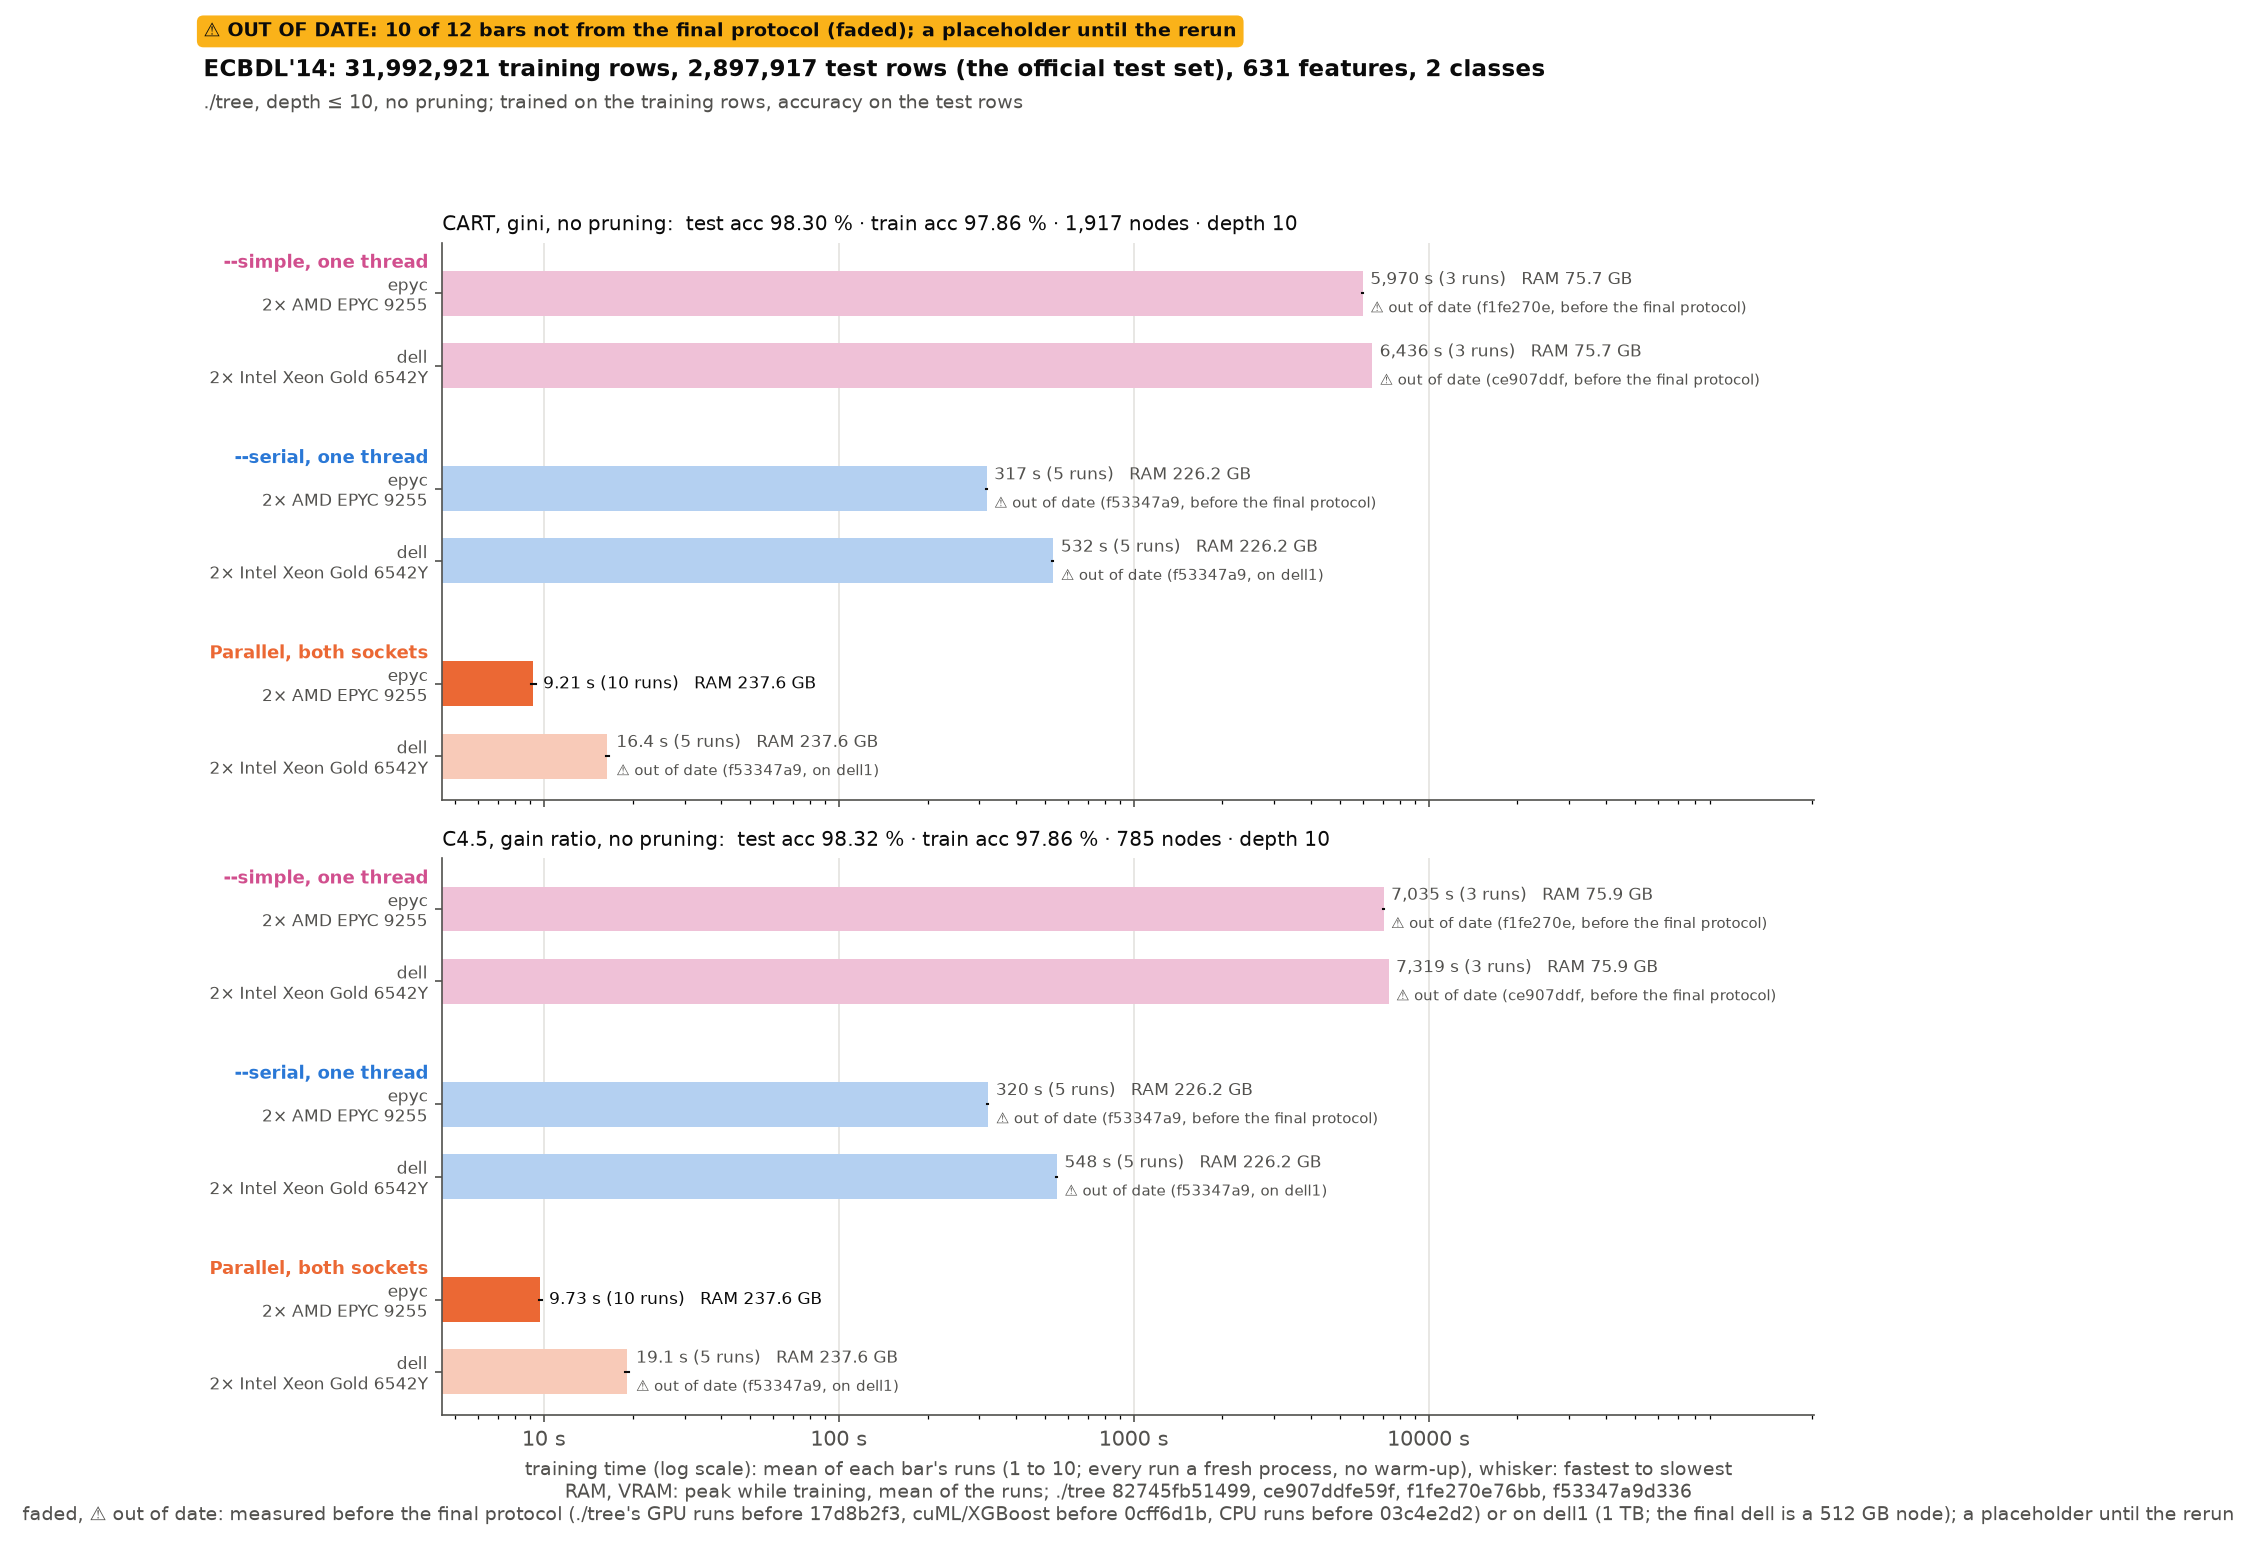 ⚠ OUT OF DATE: 10 of 12 bars not from the final protocol (faded); a placeholder until the rerun
ECBDL'14: 31,992,921 training rows, 2,897,917 test rows (the official test set), 631 features, 2 classes
./tree, depth ≤ 10, no pruning; trained on the training rows, accuracy on the test rows
CART, gini, no pruning:  test acc 98.30 % · train acc 97.86 % · 1,917 nodes · depth 10
--simple, one thread
epyc
2× AMD EPYC 9255
5,970 s (3 runs)   RAM 75.7 GB
⚠ out of date (f1fe270e, before the final protocol)
dell
2× Intel Xeon Gold 6542Y
6,436 s (3 runs)   RAM 75.7 GB
⚠ out of date (ce907ddf, before the final protocol)
--serial, one thread
epyc
2× AMD EPYC 9255
317 s (5 runs)   RAM 226.2 GB
⚠ out of date (f53347a9, before the final protocol)
dell
2× Intel Xeon Gold 6542Y
532 s (5 runs)   RAM 226.2 GB
⚠ out of date (f53347a9, on dell1)
Parallel, both sockets
epyc
2× AMD EPYC 9255
9.21 s (10 runs)   RAM 237.6 GB
dell
2× Intel Xeon Gold 6542Y
16.4 s (5 runs)   RAM 237.6 GB
⚠ out of date (f53347a9, on dell1)
C4.5, gain ratio, no pruning:  test acc 98.32 % · train acc 97.86 % · 785 nodes · depth 10
--simple, one thread
epyc
2× AMD EPYC 9255
7,035 s (3 runs)   RAM 75.9 GB
⚠ out of date (f1fe270e, before the final protocol)
dell
2× Intel Xeon Gold 6542Y
7,319 s (3 runs)   RAM 75.9 GB
⚠ out of date (ce907ddf, before the final protocol)
--serial, one thread
epyc
2× AMD EPYC 9255
320 s (5 runs)   RAM 226.2 GB
⚠ out of date (f53347a9, before the final protocol)
dell
2× Intel Xeon Gold 6542Y
548 s (5 runs)   RAM 226.2 GB
⚠ out of date (f53347a9, on dell1)
Parallel, both sockets
epyc
2× AMD EPYC 9255
9.73 s (10 runs)   RAM 237.6 GB
dell
2× Intel Xeon Gold 6542Y
19.1 s (5 runs)   RAM 237.6 GB
⚠ out of date (f53347a9, on dell1)
10 s 100 s 1000 s 10000 s
training time (log scale): mean of each bar's runs (1 to 10; every run a fresh process, no warm-up), whisker: fastest to slowest
RAM, VRAM: peak while training, mean of the runs; ./tree 82745fb51499, ce907ddfe59f, f1fe270e76bb, f53347a9d336
faded, ⚠ out of date: measured before the final protocol (./tree's GPU runs before 17d8b2f3, cuML/XGBoost before 0cff6d1b, CPU runs before 03c4e2d2) or on dell1 (1 TB; the final dell is a 512 GB node); a placeholder until the rerun